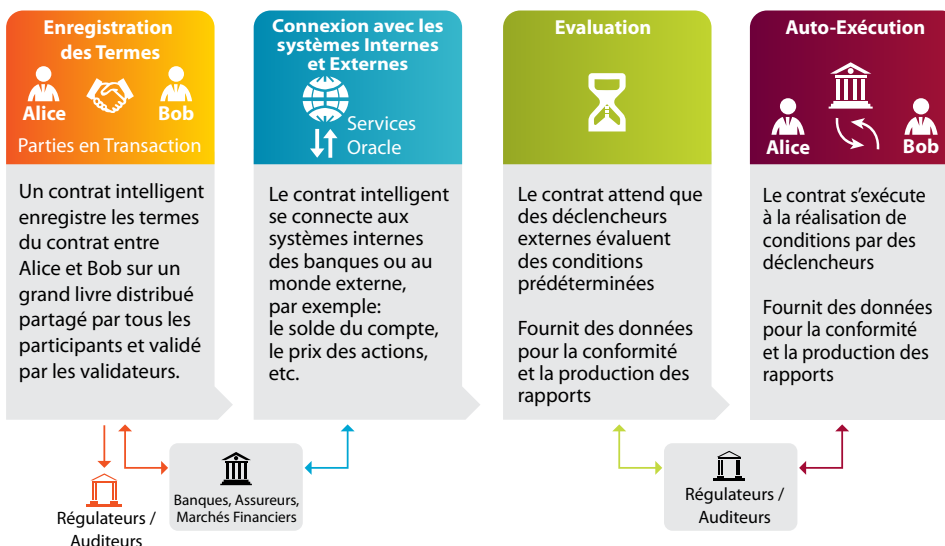 Enregistration
des Termes
Alice
Bob
Parties en Transaction
Un contrat intelligent
enregistre les termes
du contrat entre
Alice et Bob sur un
grand livre distribué
partagé par tous les
participants et validé
par les validateurs.
Connexion avec les
systèmes Internes
et Externes
Services
Oracle
Le contrat intelligent
se connecte aux
systèmes internes
des banques ou au
monde externe,
par exemple:
le solde du compte,
le prix des actions,
etc.
Evaluation
Le contrat attend que
des déclencheurs
externes évaluent
des conditions
prédéterminées
Fournit des données
pour la conformité
et la production des
rapports
Auto-Exécution
Alice
Bob
Le contrat s'exécute
à la réalisation de
conditions par des
déclencheurs
Fournit des données
pour la conformité
et la production des
rapports
Régulateurs /
Auditeurs
Banques, Assureurs,
Marchés Financiers
Régulateurs /
Auditeurs